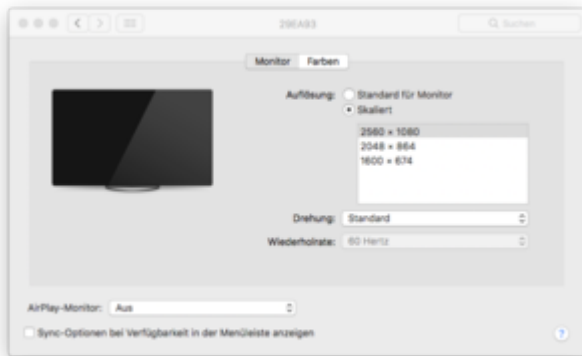 29EA93
Suchen
Monitor Farben
Auflösung: Standard für Monitor
Skaliert
2560 × 1080
2048 × 864
1600 × 674
Drehung: Standard
Wiederholrate: 60 Hertz
AirPlay-Monitor: Aus
Sync-Optionen bei Verfügbarkeit in der Menüleiste anzeigen
?